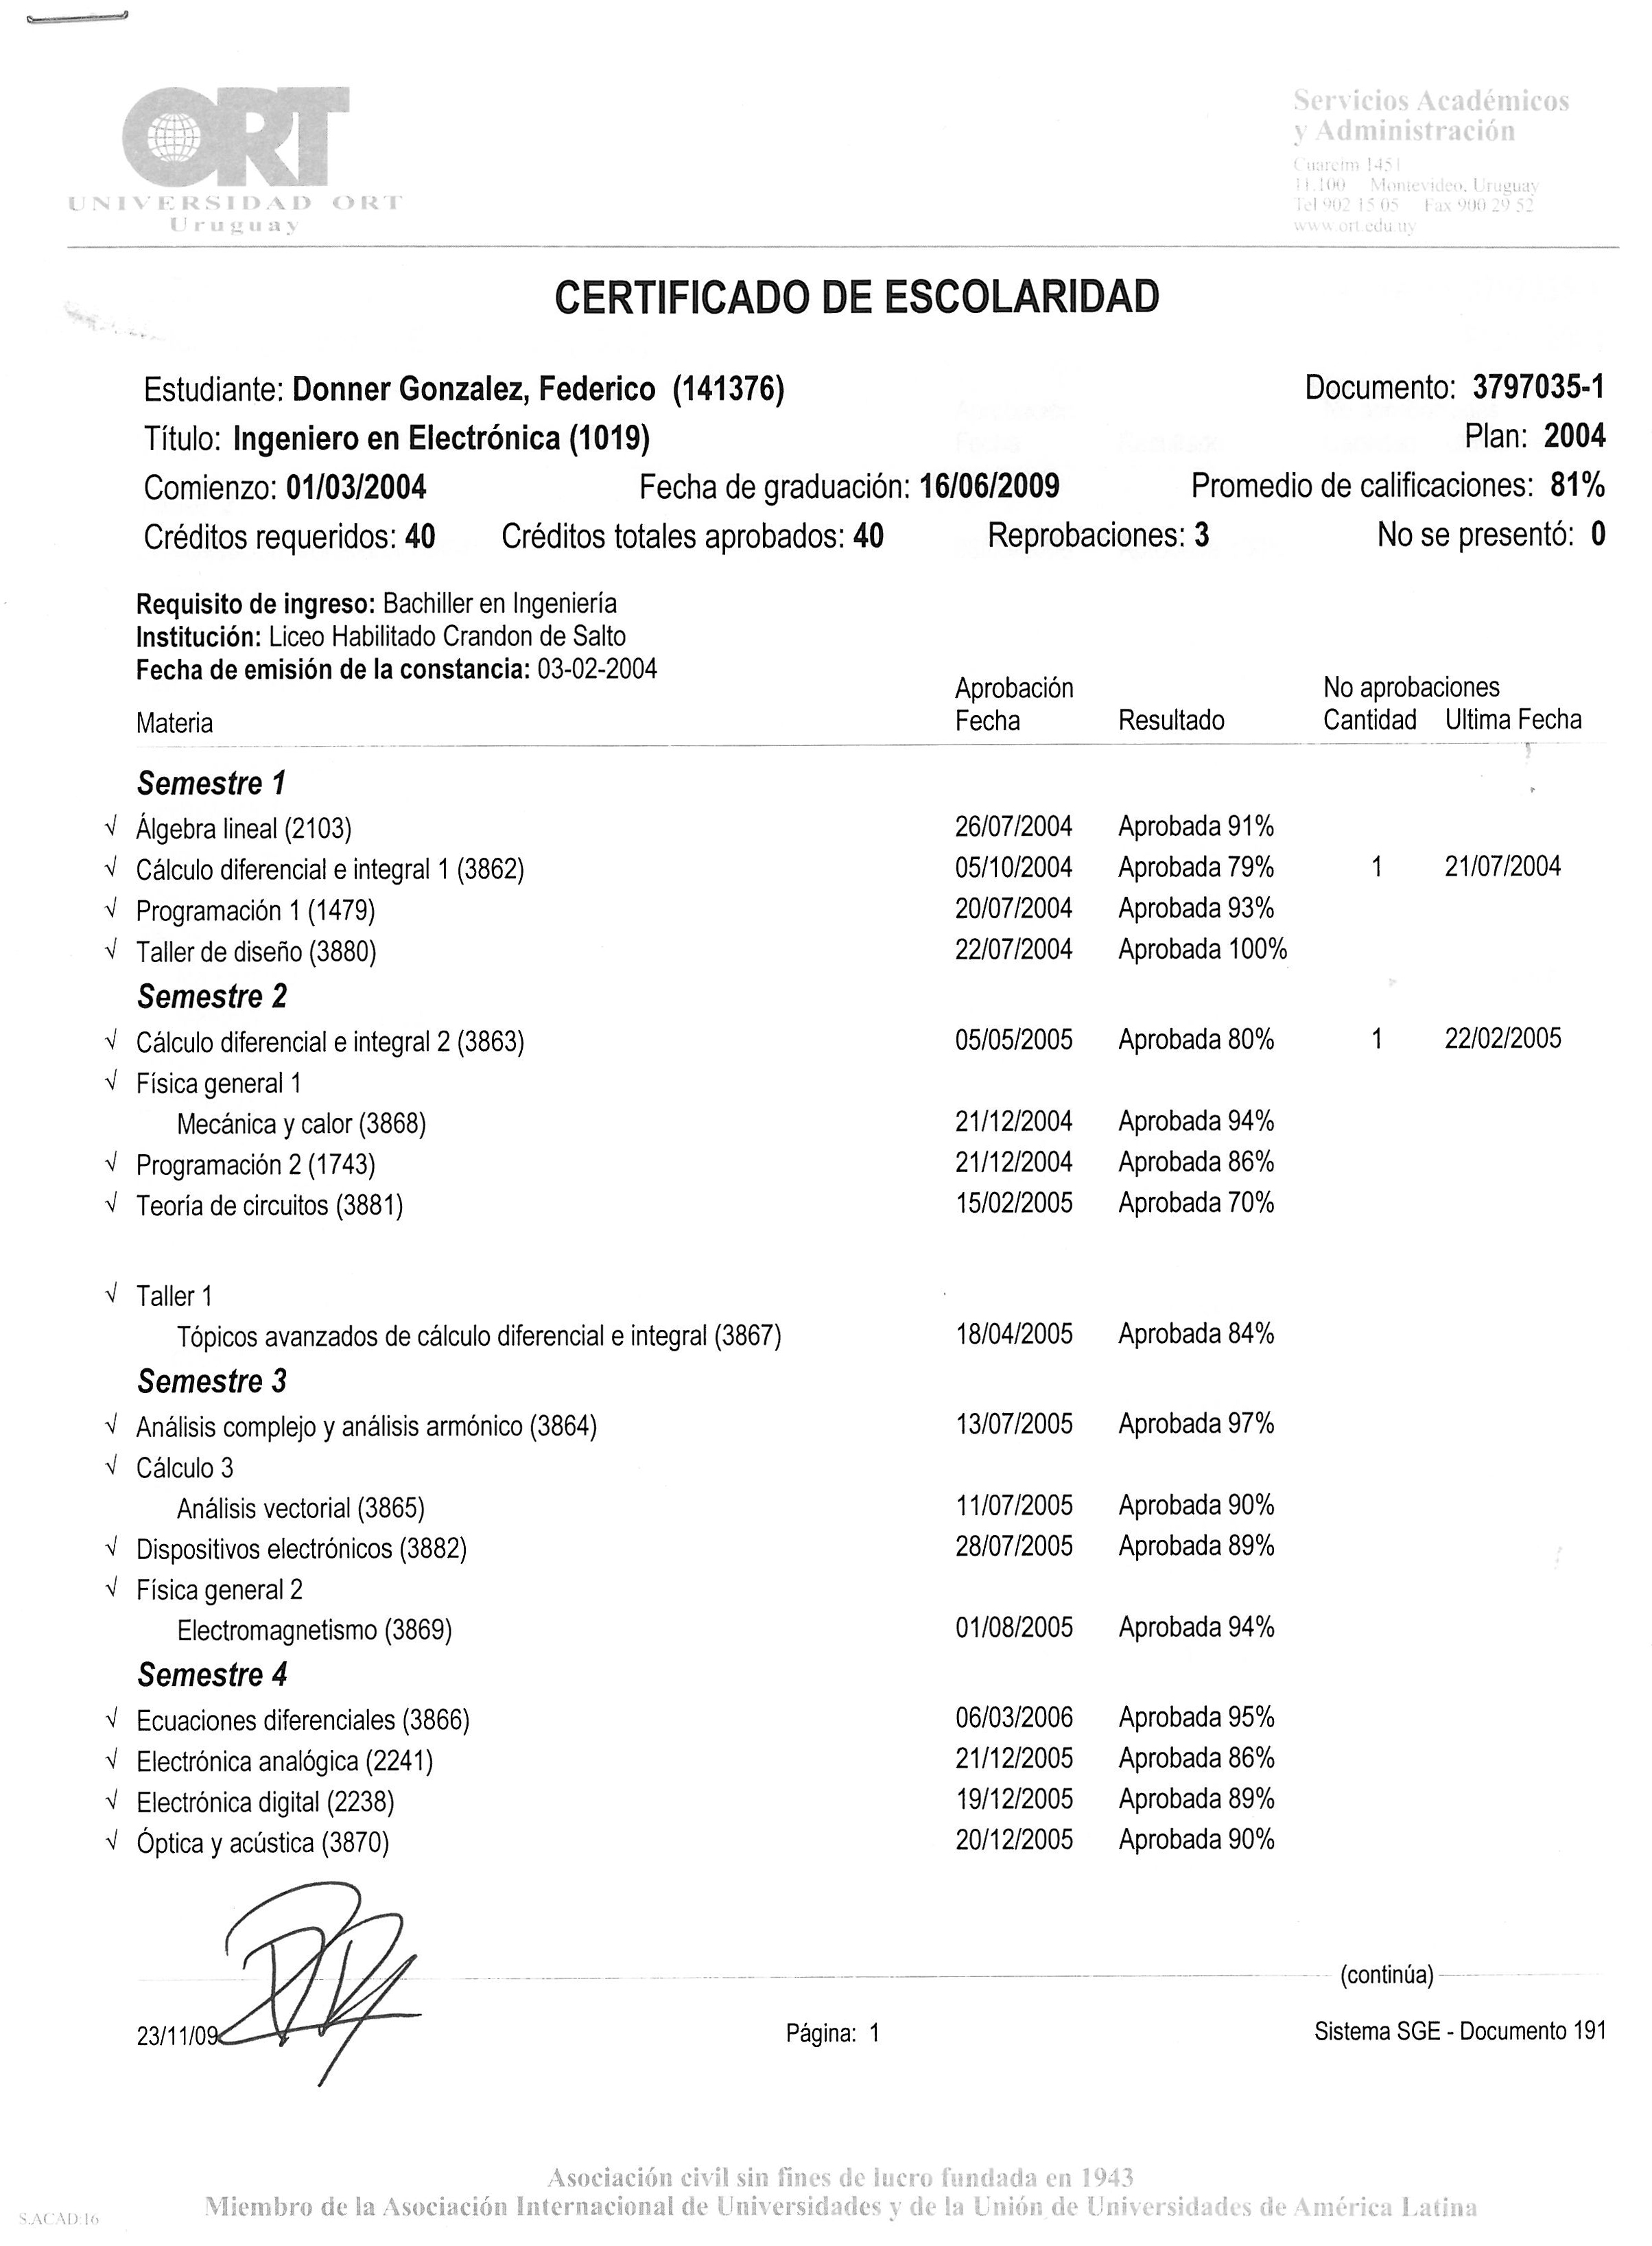 ORT
UNIVERSIDAD ORT
Uruguay
Servicios Académicos
y Administración
Cuareim 1451
11.100 Montevideo, Uruguay
Tel 902 15 05 Fax 900 29 52
www.ort.edu.uy
CERTIFICADO DE ESCOLARIDAD
Estudiante: Donner Gonzalez, Federico (141376) Documento: 3797035-1
Título: Ingeniero en Electrónica (1019) Plan: 2004
Comienzo: 01/03/2004 Fecha de graduación: 16/06/2009 Promedio de calificaciones: 81%
Créditos requeridos: 40 Créditos totales aprobados: 40 Reprobaciones: 3 No se presentó: 0
Requisito de ingreso: Bachiller en Ingeniería
Institución: Liceo Habilitado Crandon de Salto
Fecha de emisión de la constancia: 03-02-2004
Aprobación No aprobaciones
Materia Fecha Resultado Cantidad Ultima Fecha
Semestre 1
√ Álgebra lineal (2103) 26/07/2004 Aprobada 91%
√ Cálculo diferencial e integral 1 (3862) 05/10/2004 Aprobada 79% 1 21/07/2004
√ Programación 1 (1479) 20/07/2004 Aprobada 93%
√ Taller de diseño (3880) 22/07/2004 Aprobada 100%
Semestre 2
√ Cálculo diferencial e integral 2 (3863) 05/05/2005 Aprobada 80% 1 22/02/2005
√ Física general 1
Mecánica y calor (3868) 21/12/2004 Aprobada 94%
√ Programación 2 (1743) 21/12/2004 Aprobada 86%
√ Teoría de circuitos (3881) 15/02/2005 Aprobada 70%
√ Taller 1
Tópicos avanzados de cálculo diferencial e integral (3867) 18/04/2005 Aprobada 84%
Semestre 3
√ Análisis complejo y análisis armónico (3864) 13/07/2005 Aprobada 97%
√ Cálculo 3
Análisis vectorial (3865) 11/07/2005 Aprobada 90%
√ Dispositivos electrónicos (3882) 28/07/2005 Aprobada 89%
√ Física general 2
Electromagnetismo (3869) 01/08/2005 Aprobada 94%
Semestre 4
√ Ecuaciones diferenciales (3866) 06/03/2006 Aprobada 95%
√ Electrónica analógica (2241) 21/12/2005 Aprobada 86%
√ Electrónica digital (2238) 19/12/2005 Aprobada 89%
√ Óptica y acústica (3870) 20/12/2005 Aprobada 90%
(continúa)
23/11/09 Página: 1 Sistema SGE - Documento 191
Asociación civil sin fines de lucro fundada en 1943
Miembro de la Asociación Internacional de Universidades y de la Unión de Universidades de América Latina
S.ACAD.16